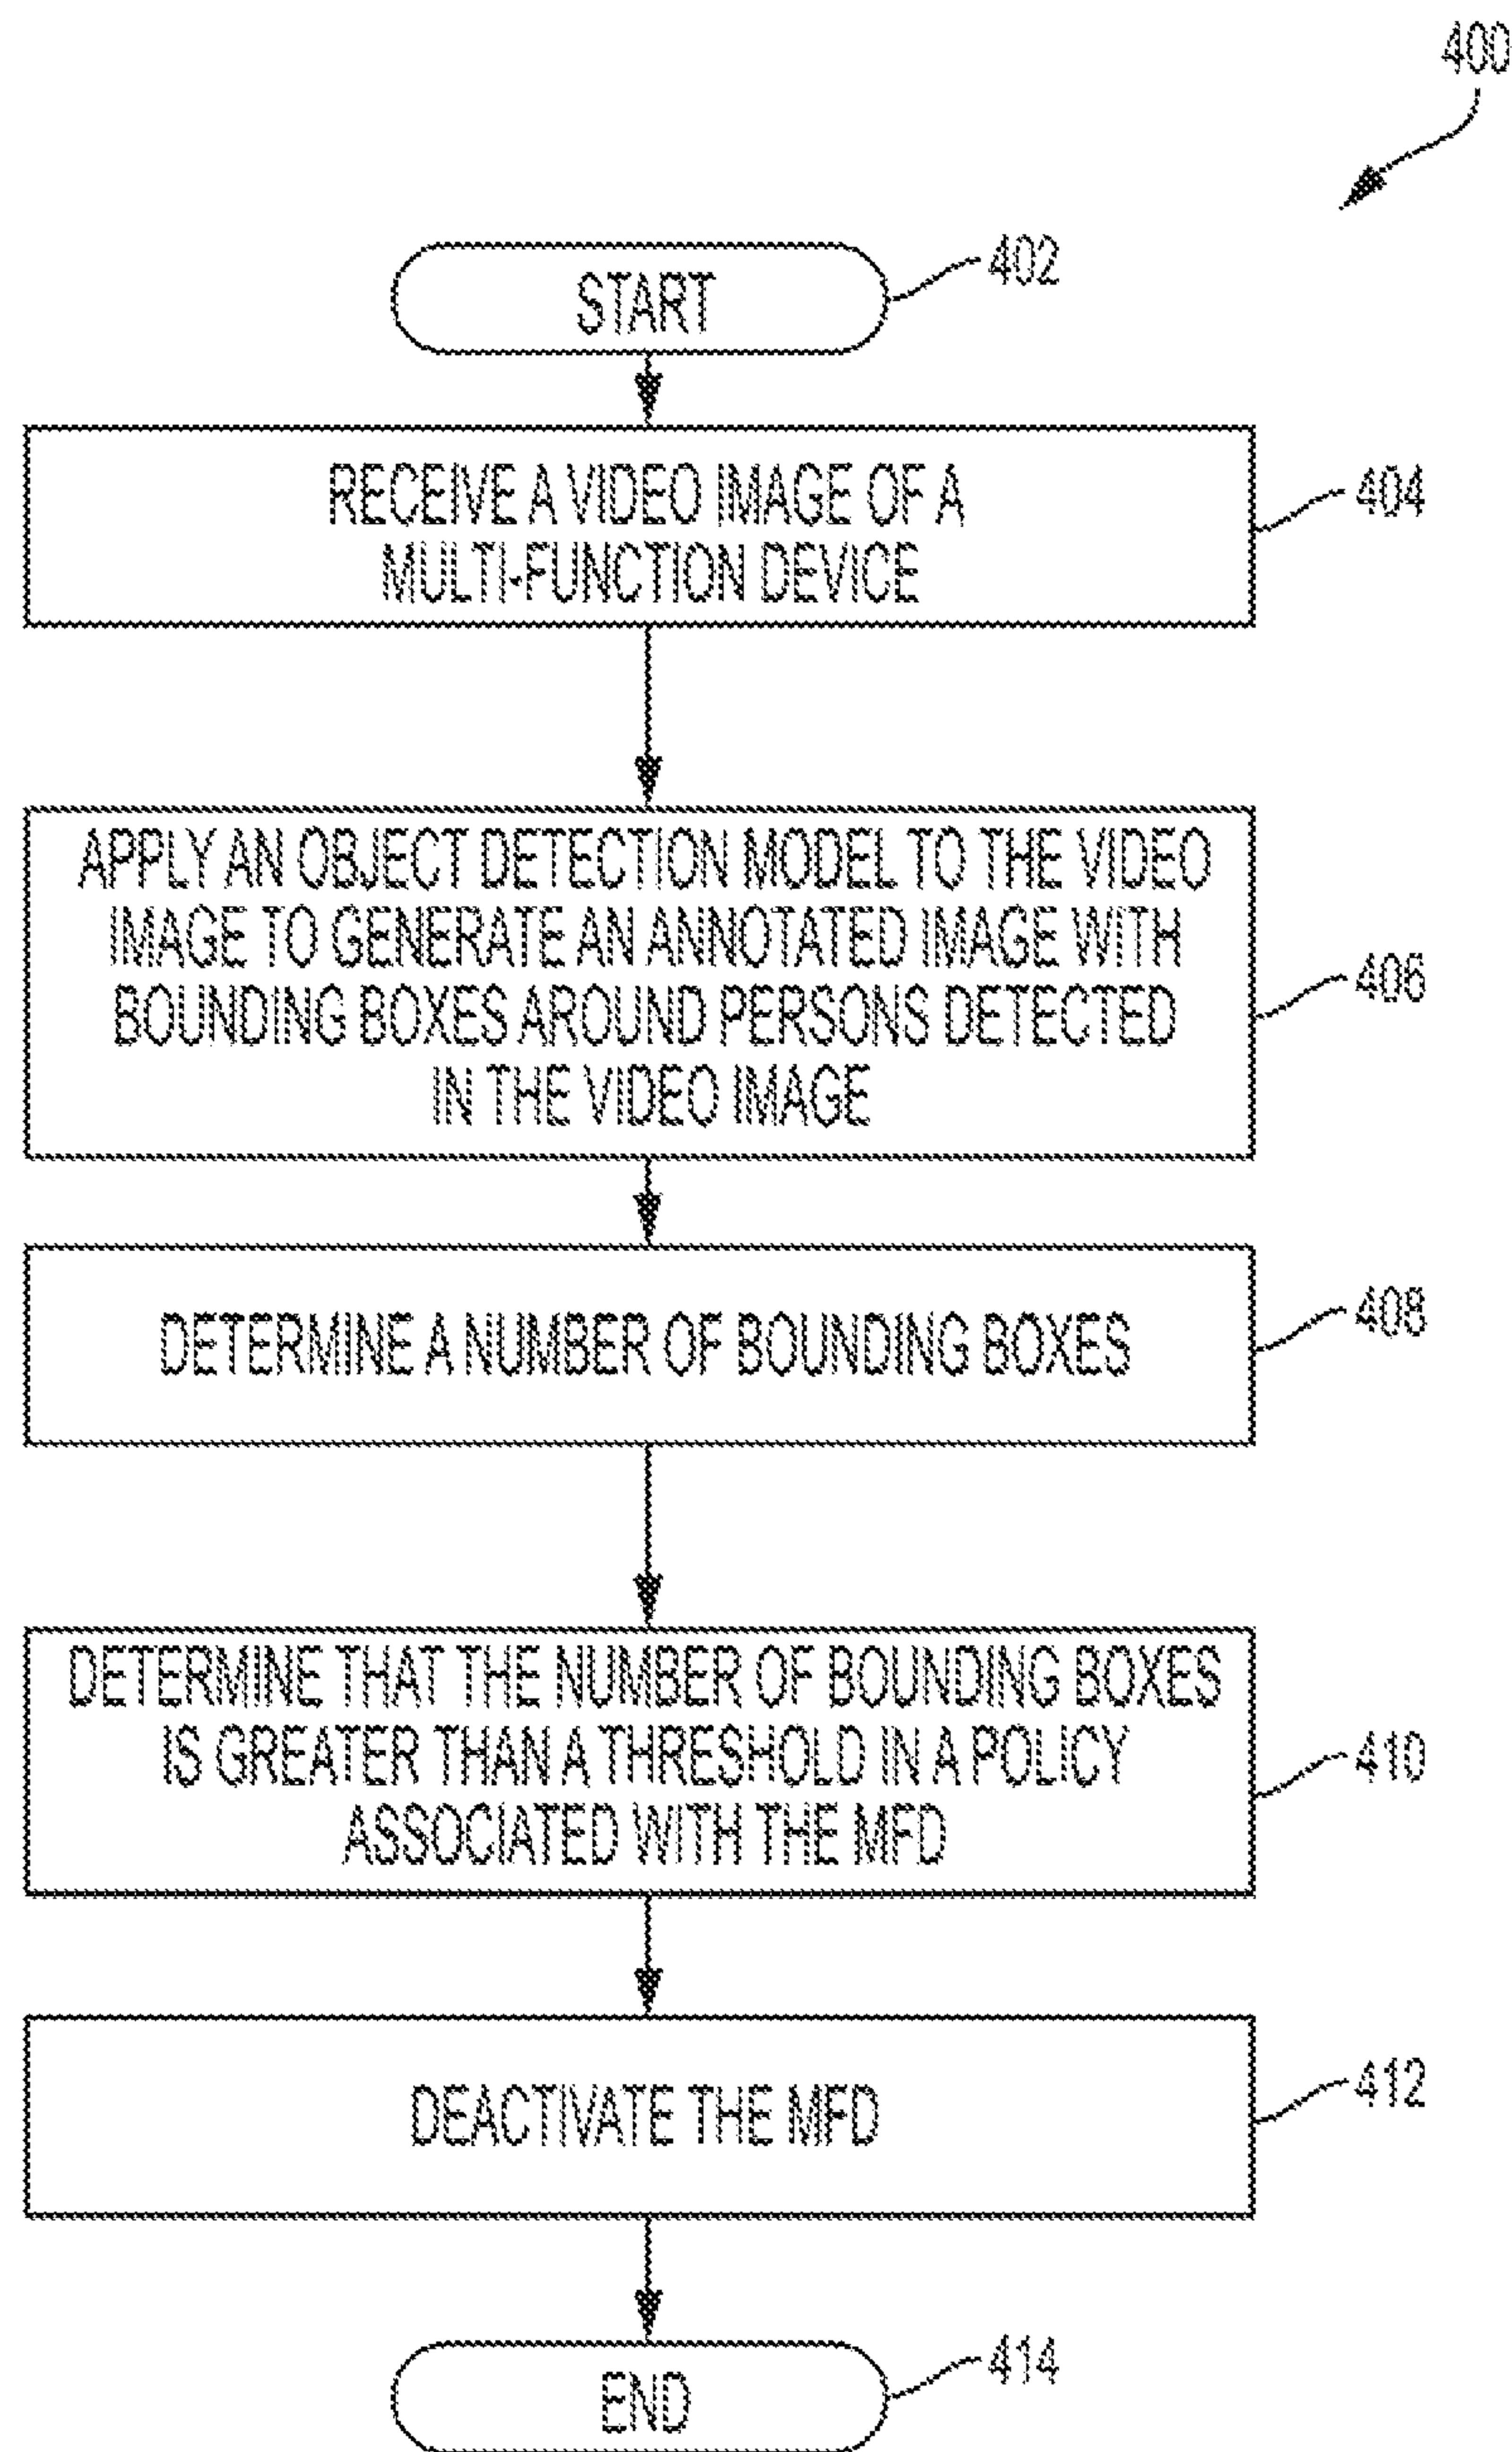 400
START
402
RECEIVE A VIDEO IMAGE OF A
MULTI-FUNCTION DEVICE
404
APPLY AN OBJECT DETECTION MODEL TO THE VIDEO
IMAGE TO GENERATE AN ANNOTATED IMAGE WITH
BOUNDING BOXES AROUND PERSONS DETECTED
IN THE VIDEO IMAGE
406
DETERMINE A NUMBER OF BOUNDING BOXES
408
DETERMINE THAT THE NUMBER OF BOUNDING BOXES
IS GREATER THAN A THRESHOLD IN A POLICY
ASSOCIATED WITH THE MFD
410
DEACTIVATE THE MFD
412
END
414